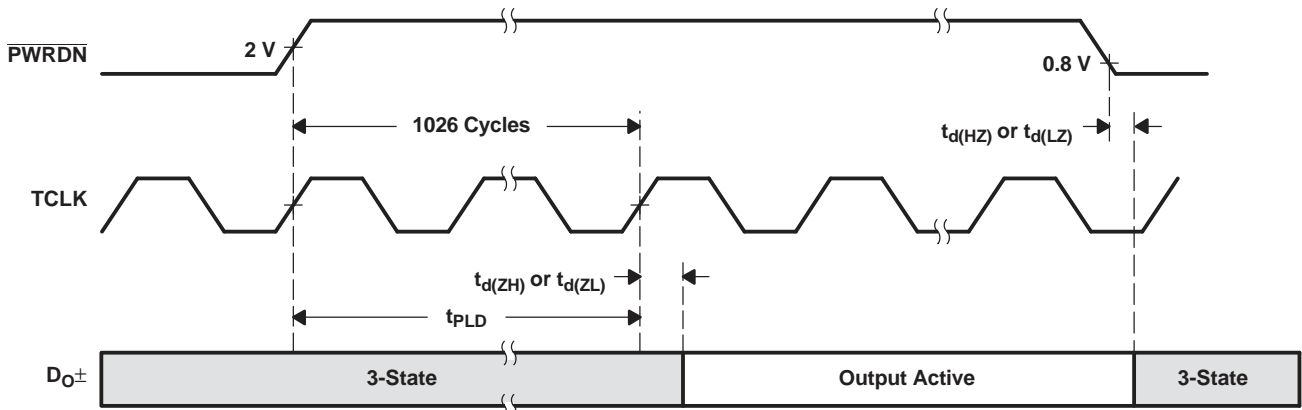 PWRDN
2 V
0.8 V
1026 Cycles
td(HZ) or td(LZ)
TCLK
td(ZH) or td(ZL)
tPLD
DO±
3-State
Output Active
3-State